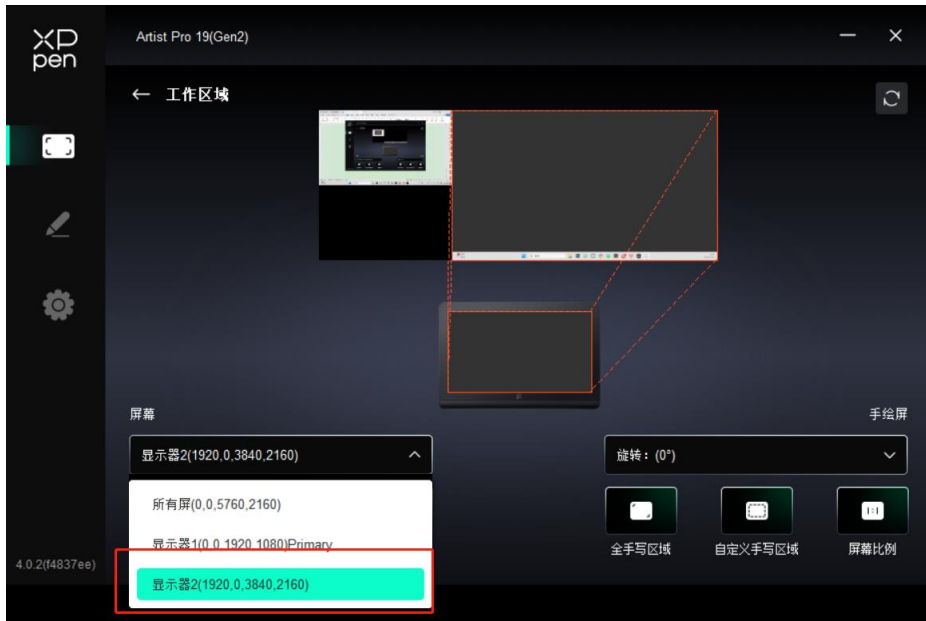 XP
pen
Artist Pro 19(Gen2)
工作区域
屏幕
手绘屏
显示器2(1920,0,3840,2160)
旋转：(0°)
所有屏(0,0,5760,2160)
显示器1(0,0,1920,1080)Primary
显示器2(1920,0,3840,2160)
1:1
全手写区域
自定义手写区域
屏幕比例
4.0.2(f4837ee)